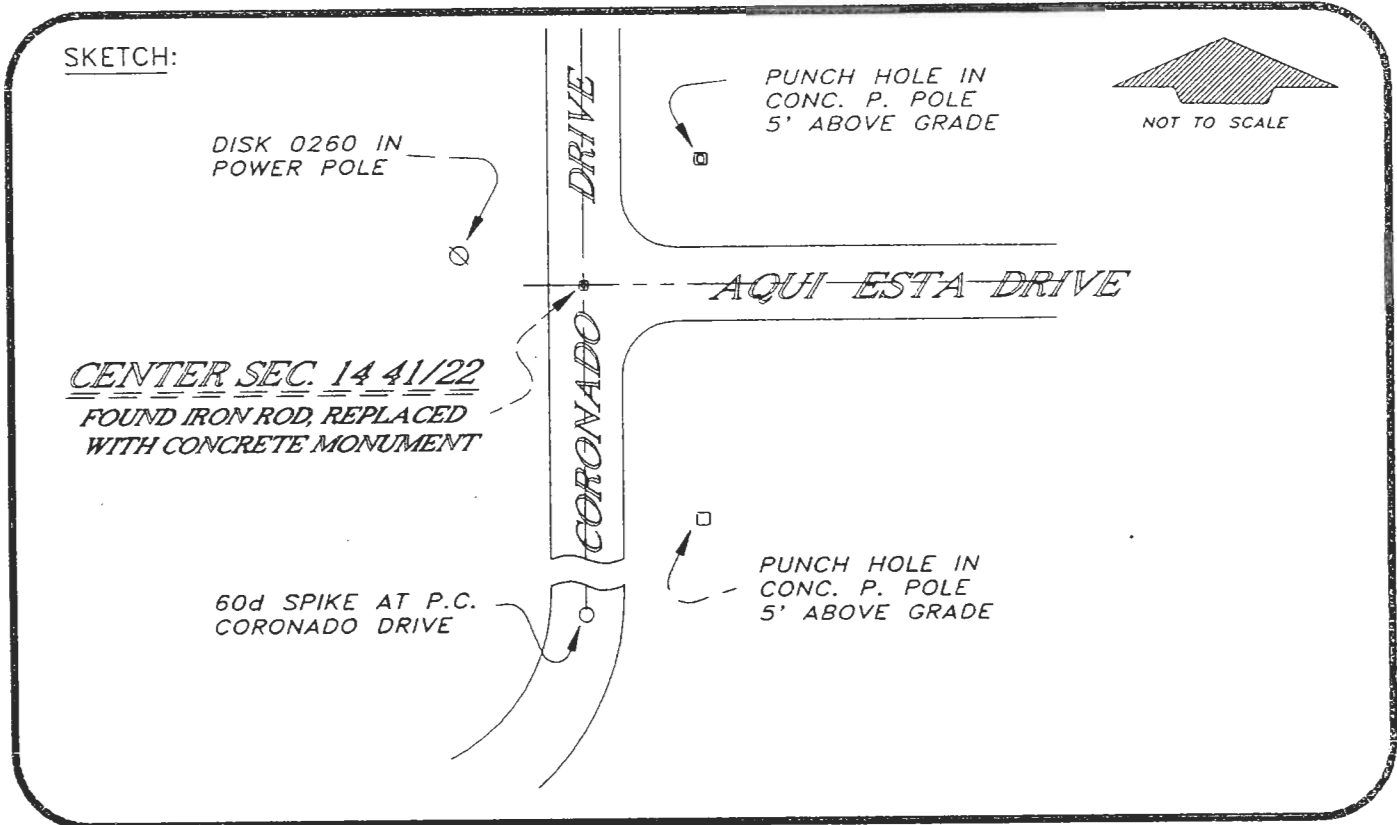 SKETCH:
PUNCH HOLE IN
CONC. P. POLE
5' ABOVE GRADE
NOT TO SCALE
DISK 0260 IN
POWER POLE
DRIVE
AQUI ESTA DRIVE
CENTER SEC. 14 41/22
FOUND IRON ROD, REPLACED
WITH CONCRETE MONUMENT
CORONADO
60d SPIKE AT P.C.
CORONADO DRIVE
PUNCH HOLE IN
CONC. P. POLE
5' ABOVE GRADE